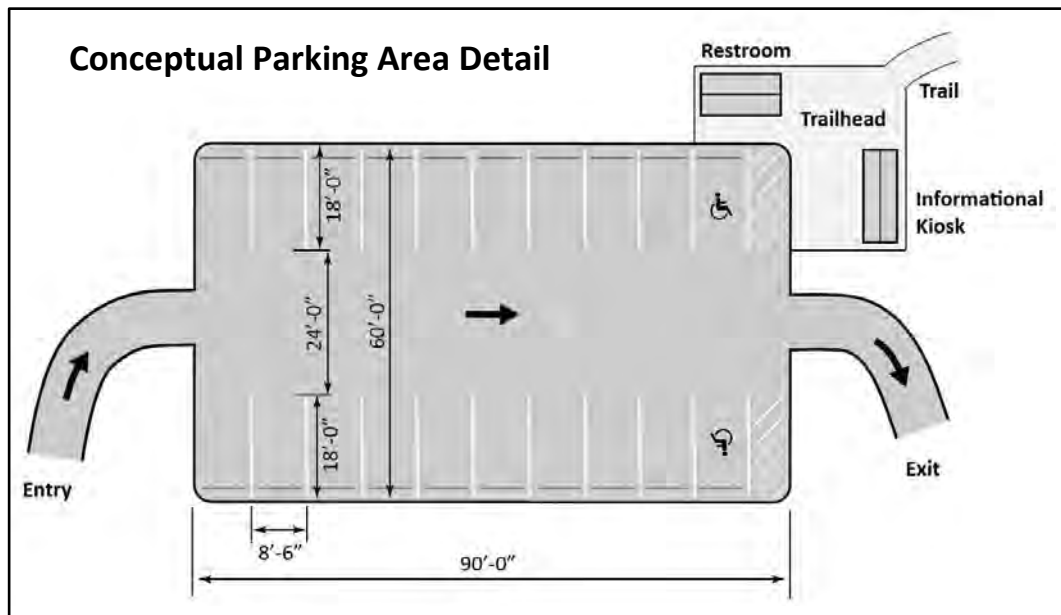 Conceptual Parking Area Detail
Restroom
Trail
Trailhead
Informational
Kiosk
18’-0”
24’-0”
60’-0”
18’-0”
Entry
Exit
8’-6”
90’-0”